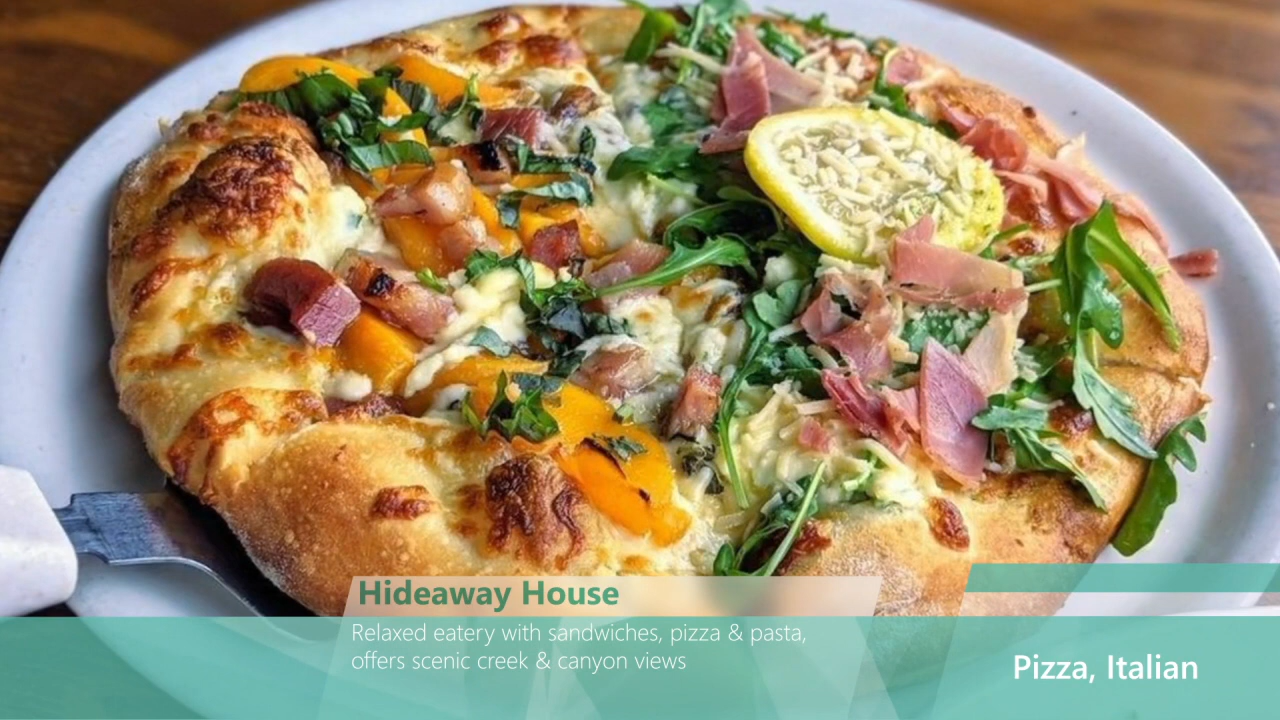 Hideaway House
Relaxed eatery with sandwiches, pizza & pasta,
offers scenic creek & canyon views
Pizza, Italian